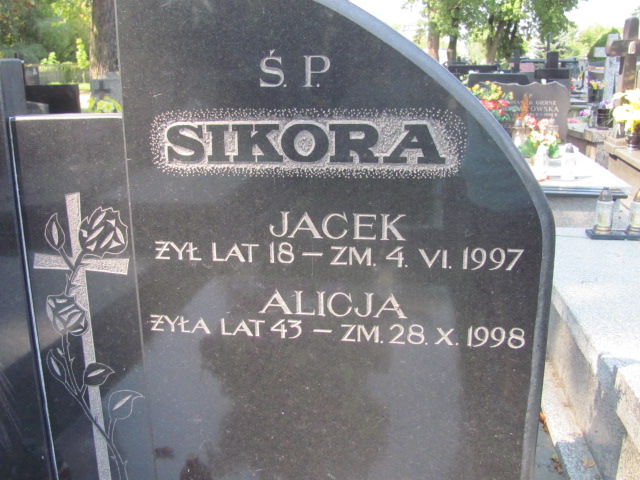 Ś.P.
SIKORA
JACEK
ŻYŁ LAT 18 – ZM. 4. VI. 1997
ALICJA
ŻYŁA LAT 43 – ZM. 28. X. 1998